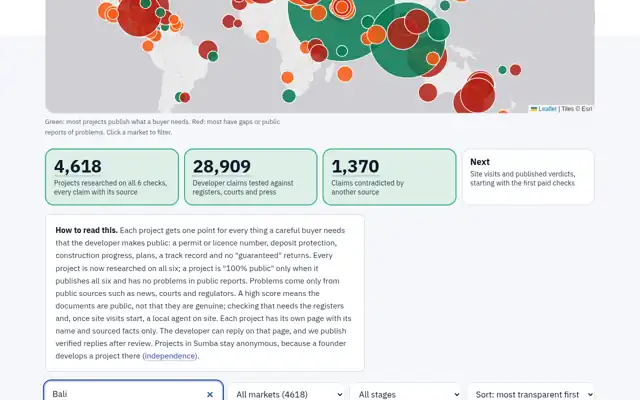 Leaflet | Tiles © Esri
Green: most projects publish what a buyer needs. Red: most have gaps or public
reports of problems. Click a market to filter.
4,618
Projects researched on all 6 checks,
every claim with its source
28,909
Developer claims tested against
registers, courts and press
1,370
Claims contradicted by
another source
Next
Site visits and published verdicts,
starting with the first paid checks
How to read this. Each project gets one point for everything a careful buyer needs
that the developer makes public: a permit or licence number, deposit protection,
construction progress, plans, a track record and no "guaranteed" returns. Every
project is now researched on all six; a project is "100% public" only when it
publishes all six and has no problems in public reports. Problems come only from
public sources such as news, courts and regulators. A high score means the
documents are public, not that they are genuine; checking them needs the registers
and, once site visits start, a local agent on site. Each project has its own page with its
name and sourced facts only. The developer can reply on that page, and we publish
verified replies after review. Projects in Sumba stay anonymous, because a founder
develops a project there (independence).
Bali ×
All markets (4618)
All stages
Sort: most transparent first